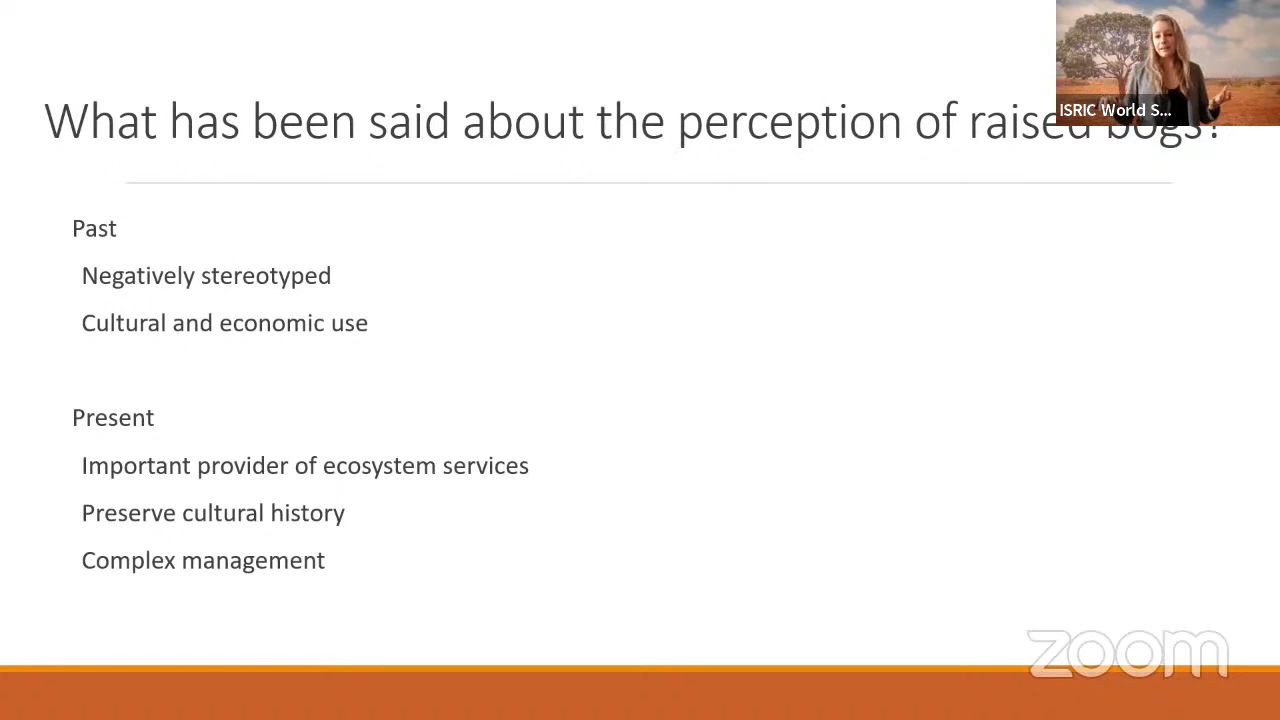 What has been said about the perception of raised bogs?
ISRIC World S...
Past
Negatively stereotyped
Cultural and economic use
Present
Important provider of ecosystem services
Preserve cultural history
Complex management
zoom